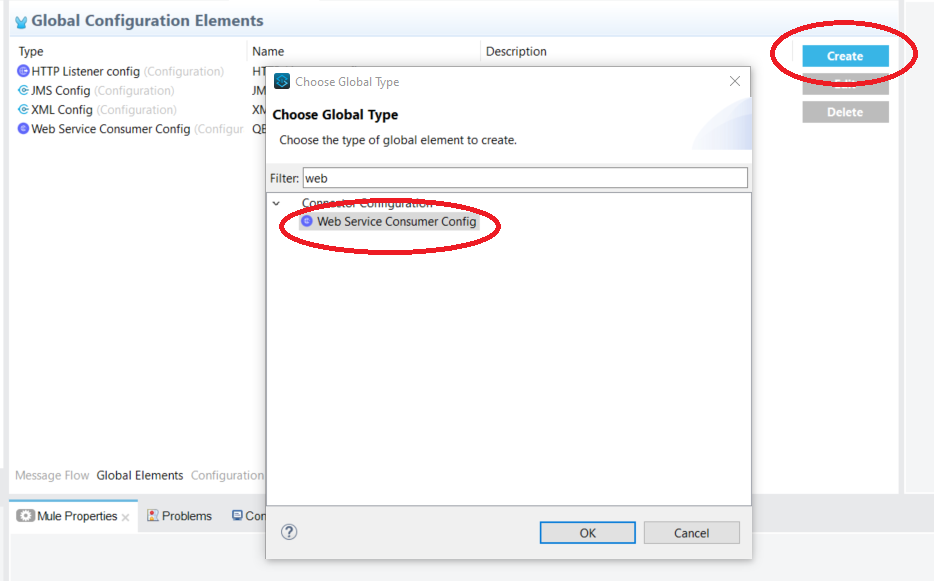 Global Configuration Elements
Type Name Description
HTTP Listener config (Configuration) HT
JMS Config (Configuration) JM
XML Config (Configuration) XM
Web Service Consumer Config (Configur QB
Create
Delete
Choose Global Type
Choose Global Type
Choose the type of global element to create.
Filter: web
Connector Configuration
Web Service Consumer Config
OK Cancel
Message Flow Global Elements Configuration
Mule Properties Problems Con